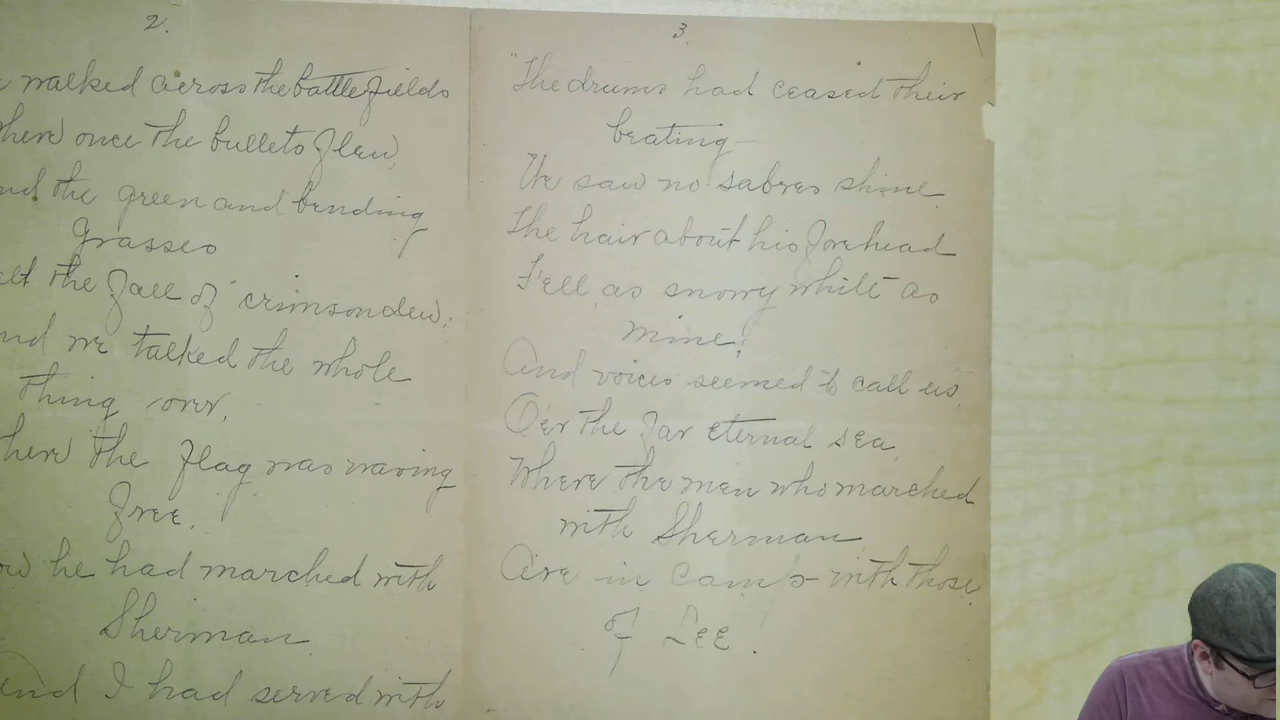 2.
walked across the battlefields
where once the bullets flew,
and the green and bending
grasses
felt the fall of crimson dew,
and we talked the whole
thing over,
where the flag was waving
free.
he had marched with
Sherman
And I had served with
3.
"The drums had ceased their
beating—
We saw no sabres shine
The hair about his forehead
Fell as snowy white as
mine!
And voices seemed to call us,
O'er the far eternal sea,
Where the men who marched
with Sherman
Are in camp with those
of Lee!